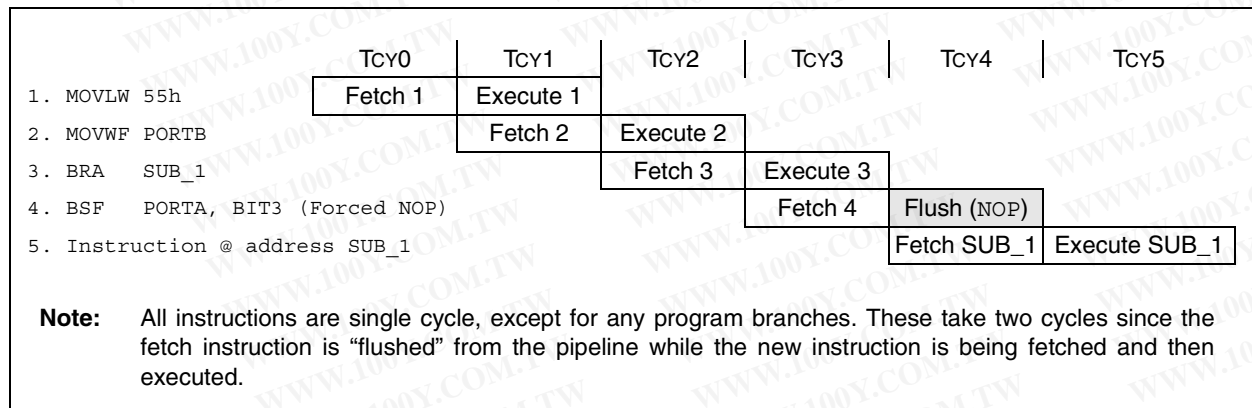 TCY0 TCY1 TCY2 TCY3 TCY4 TCY5
1. MOVLW 55h Fetch 1 Execute 1
2. MOVWF PORTB Fetch 2 Execute 2
3. BRA SUB_1 Fetch 3 Execute 3
4. BSF PORTA, BIT3 (Forced NOP) Fetch 4 Flush (NOP)
5. Instruction @ address SUB_1 Fetch SUB_1 Execute SUB_1
Note: All instructions are single cycle, except for any program branches. These take two cycles since the
fetch instruction is “flushed” from the pipeline while the new instruction is being fetched and then
executed.
WWW.100Y.COM.TW